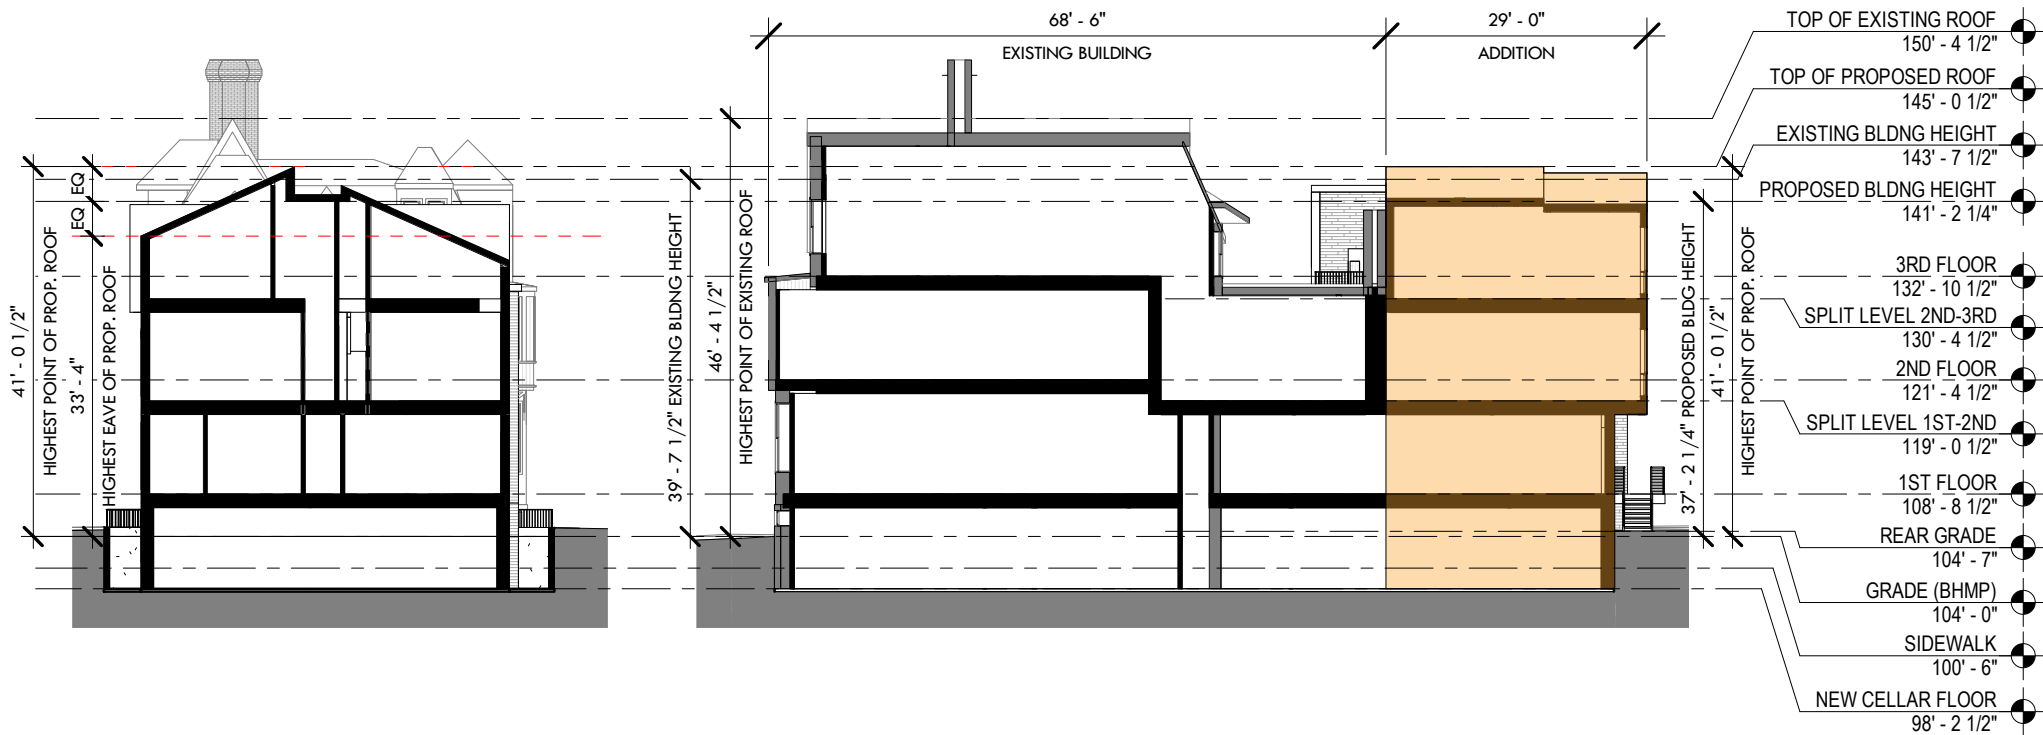 68' - 6"
EXISTING BUILDING
29' - 0"
ADDITION
TOP OF EXISTING ROOF
150' - 4 1/2"
TOP OF PROPOSED ROOF
145' - 0 1/2"
EXISTING BLDNG HEIGHT
143' - 7 1/2"
PROPOSED BLDNG HEIGHT
141' - 2 1/4"
3RD FLOOR
132' - 10 1/2"
SPLIT LEVEL 2ND-3RD
130' - 4 1/2"
2ND FLOOR
121' - 4 1/2"
SPLIT LEVEL 1ST-2ND
119' - 0 1/2"
1ST FLOOR
108' - 8 1/2"
REAR GRADE
104' - 7"
GRADE (BHMP)
104' - 0"
SIDEWALK
100' - 6"
NEW CELLAR FLOOR
98' - 2 1/2"
41' - 0 1/2"
HIGHEST POINT OF PROP. ROOF
EQ
EQ
33' - 4"
HIGHEST EAVE OF PROP. ROOF
39' - 7 1/2" EXISTING BLDNG HEIGHT
46' - 4 1/2"
HIGHEST POINT OF EXISTING ROOF
37' - 2 1/4" PROPOSED BLDG HEIGHT
41' - 0 1/2"
HIGHEST POINT OF PROP. ROOF